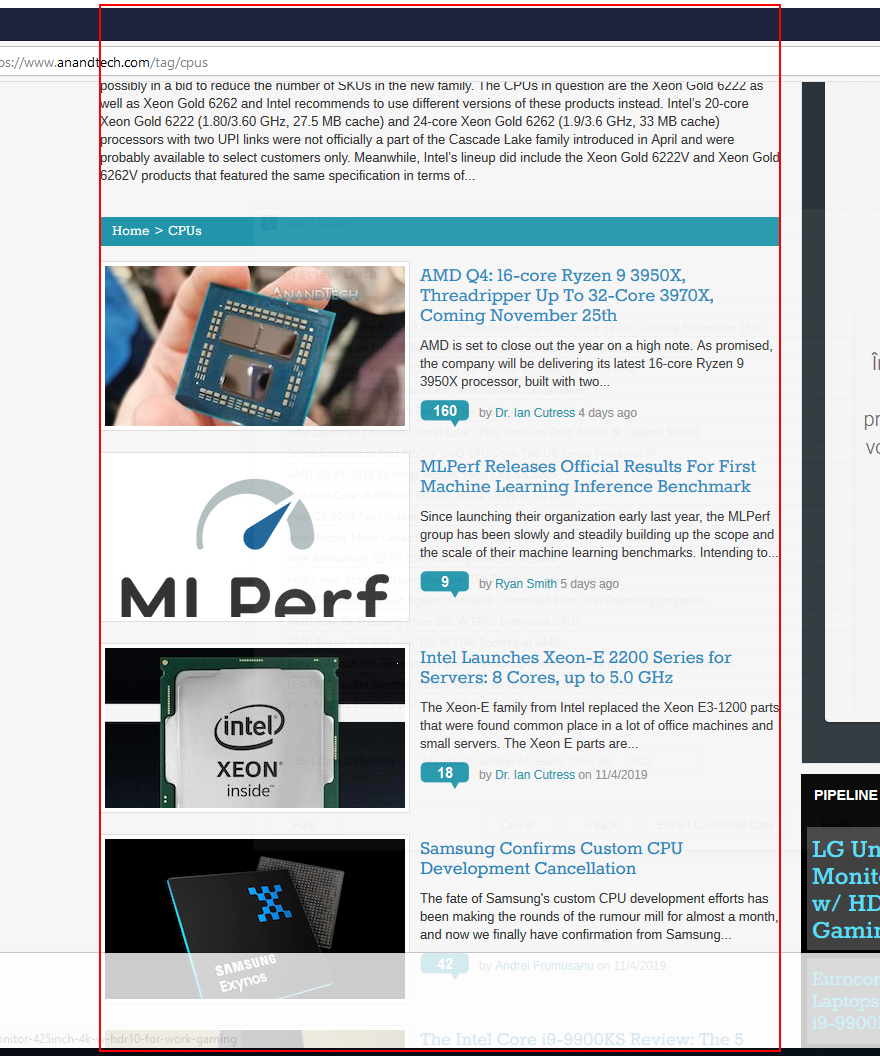 ps://www.anandtech.com/tag/cpus
possibly in a bid to reduce the number of SKUs in the new family. The CPUs in question are the Xeon Gold 6222 as
well as Xeon Gold 6262 and Intel recommends to use different versions of these products instead. Intel's 20-core
Xeon Gold 6222 (1.80/3.60 GHz, 27.5 MB cache) and 24-core Xeon Gold 6262 (1.9/3.6 GHz, 33 MB cache)
processors with two UPI links were not officially a part of the Cascade Lake family introduced in April and were
probably available to select customers only. Meanwhile, Intel's lineup did include the Xeon Gold 6222V and Xeon Gold
6262V products that featured the same specification in terms of...
Home > CPUs
ANANDTECH
AMD Q4: 16-core Ryzen 9 3950X,
Threadripper Up To 32-Core 3970X,
Coming November 25th
AMD is set to close out the year on a high note. As promised,
the company will be delivering its latest 16-core Ryzen 9
3950X processor, built with two...
160 by Dr. Ian Cutress 4 days ago
ML Perf
MLPerf Releases Official Results For First
Machine Learning Inference Benchmark
Since launching their organization early last year, the MLPerf
group has been slowly and steadily building up the scope and
the scale of their machine learning benchmarks. Intending to...
9 by Ryan Smith 5 days ago
intel
XEON
inside
Intel Launches Xeon-E 2200 Series for
Servers: 8 Cores, up to 5.0 GHz
The Xeon-E family from Intel replaced the Xeon E3-1200 parts
that were found common place in a lot of office machines and
small servers. The Xeon E parts are...
18 by Dr. Ian Cutress on 11/4/2019
SAMSUNG
Exynos
Samsung Confirms Custom CPU
Development Cancellation
The fate of Samsung's custom CPU development efforts has
been making the rounds of the rumour mill for almost a month,
and now we finally have confirmation from Samsung...
42 by Andrei Frumusanu on 11/4/2019
The Intel Core i9-9900KS Review: The 5
onitor-425inch-4k-w-hdr10-for-work-gaming
În
pr
vo
PIPELINE
LG Un
Monito
w/ HD
Gamin
Eurocom
Laptops
i9-9900